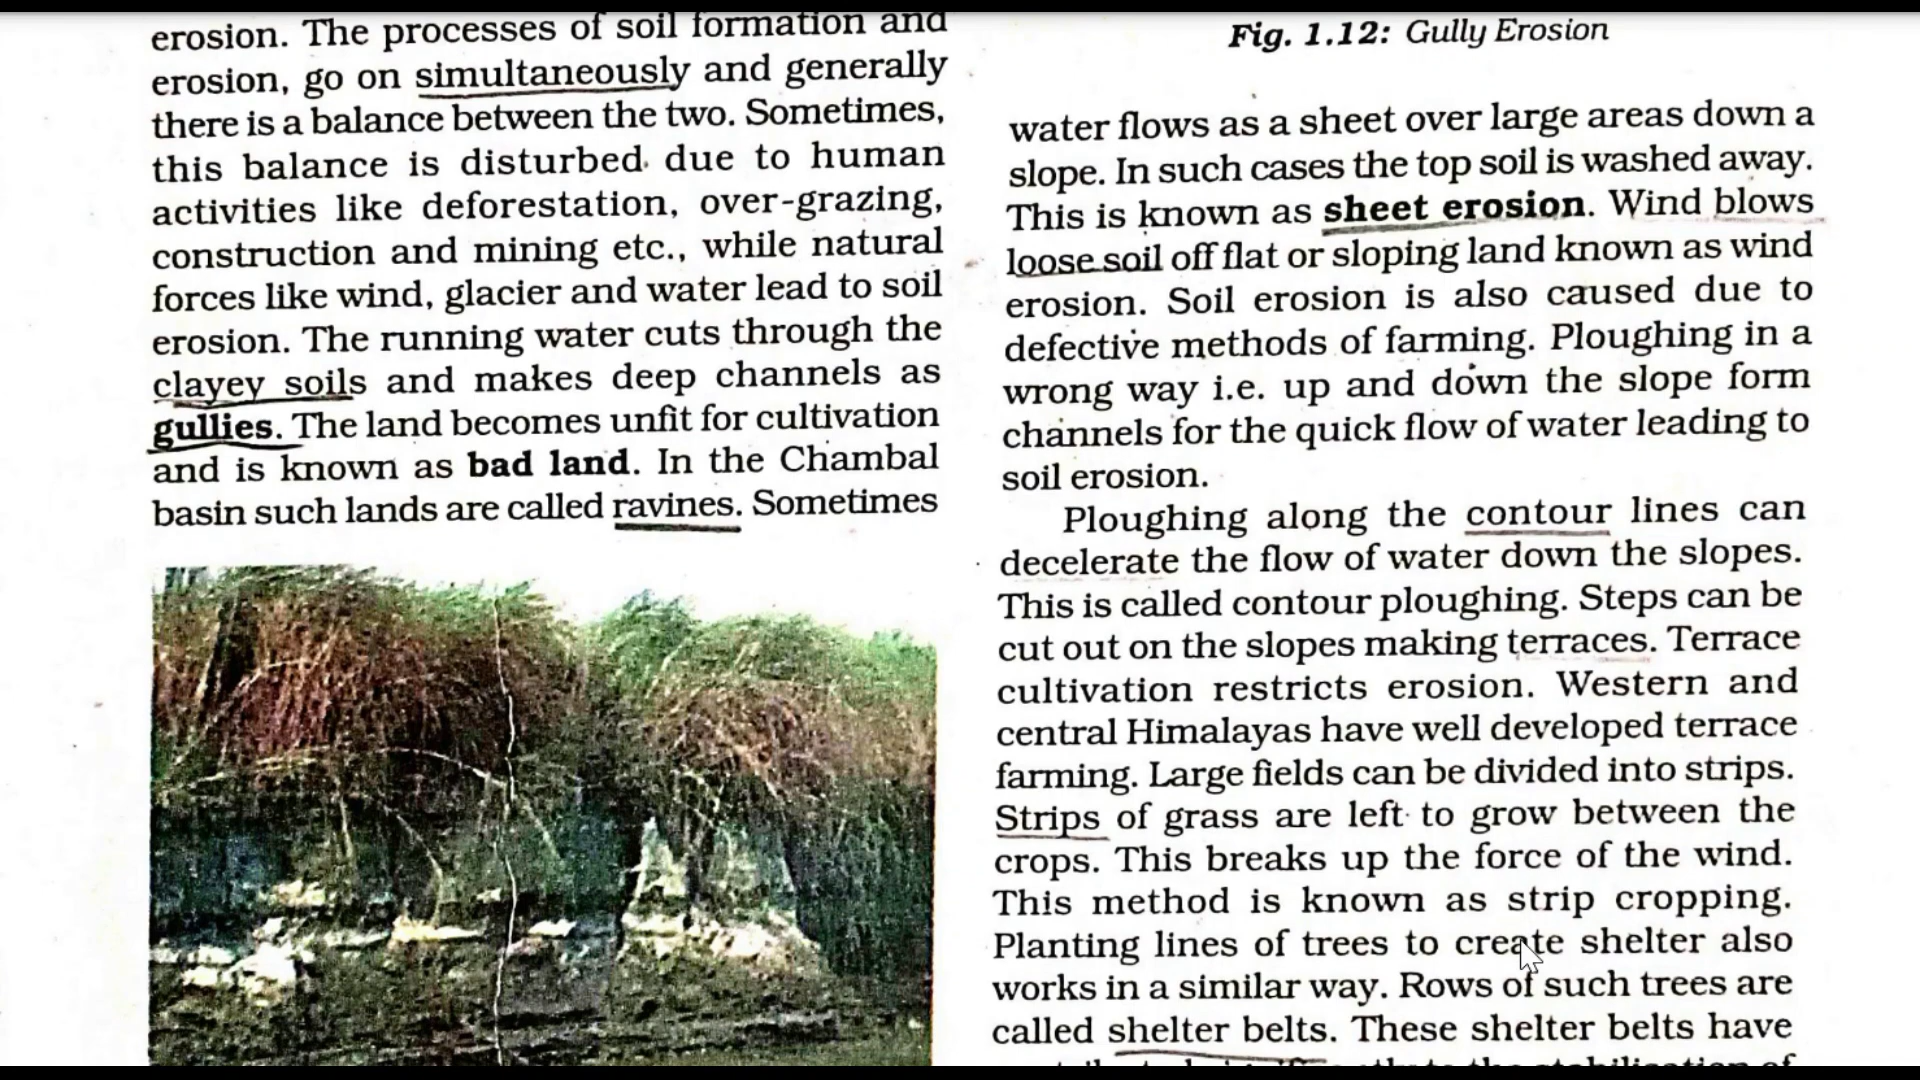 erosion. The processes of soil formation and
erosion, go on simultaneously and generally
there is a balance between the two. Sometimes,
this balance is disturbed due to human
activities like deforestation, over-grazing,
construction and mining etc., while natural
forces like wind, glacier and water lead to soil
erosion. The running water cuts through the
clayey soils and makes deep channels as
gullies. The land becomes unfit for cultivation
and is known as bad land. In the Chambal
basin such lands are called ravines. Sometimes
Fig. 1.12: Gully Erosion
water flows as a sheet over large areas down a
slope. In such cases the top soil is washed away.
This is known as sheet erosion. Wind blows
loose soil off flat or sloping land known as wind
erosion. Soil erosion is also caused due to
defective methods of farming. Ploughing in a
wrong way i.e. up and down the slope form
channels for the quick flow of water leading to
soil erosion.
Ploughing along the contour lines can
decelerate the flow of water down the slopes.
This is called contour ploughing. Steps can be
cut out on the slopes making terraces. Terrace
cultivation restricts erosion. Western and
central Himalayas have well developed terrace
farming. Large fields can be divided into strips.
Strips of grass are left to grow between the
crops. This breaks up the force of the wind.
This method is known as strip cropping.
Planting lines of trees to create shelter also
works in a similar way. Rows of such trees are
called shelter belts. These shelter belts have